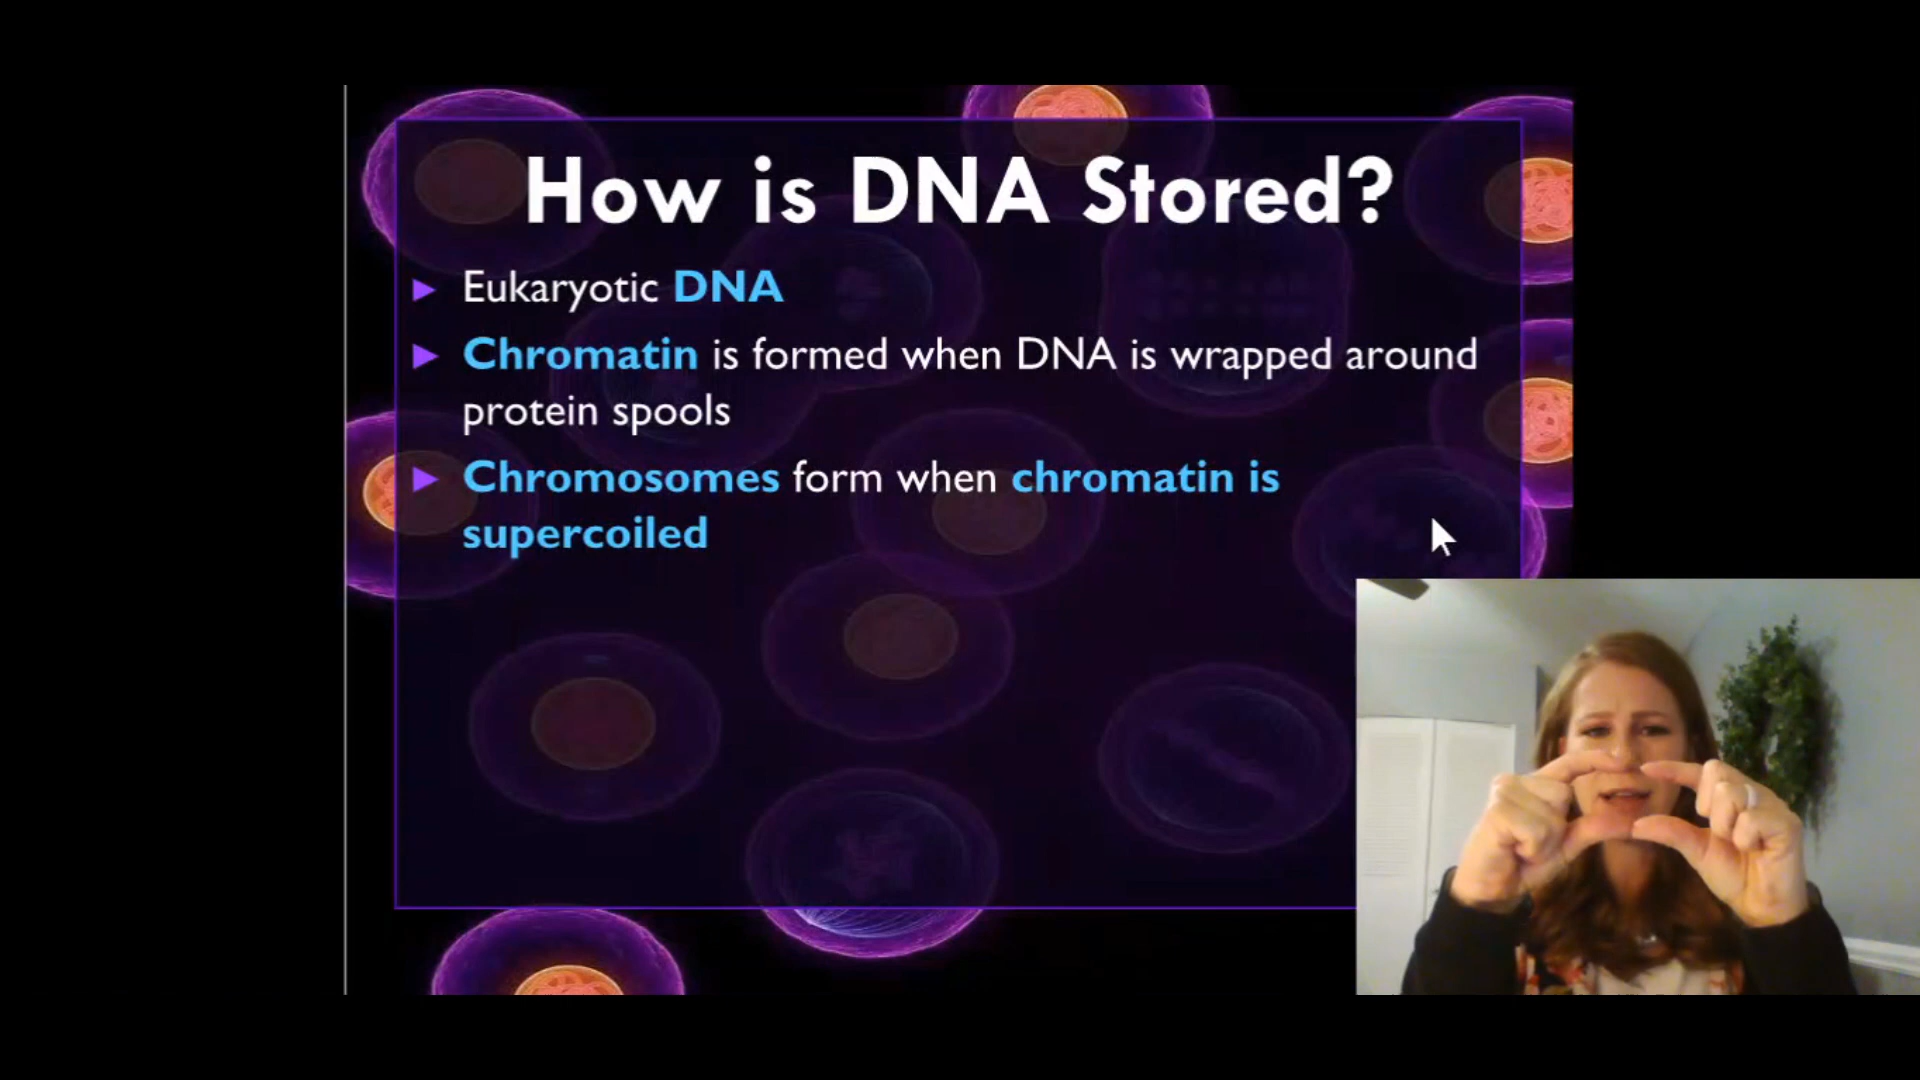 How is DNA Stored?
Eukaryotic DNA
Chromatin is formed when DNA is wrapped around
protein spools
Chromosomes form when chromatin is
supercoiled